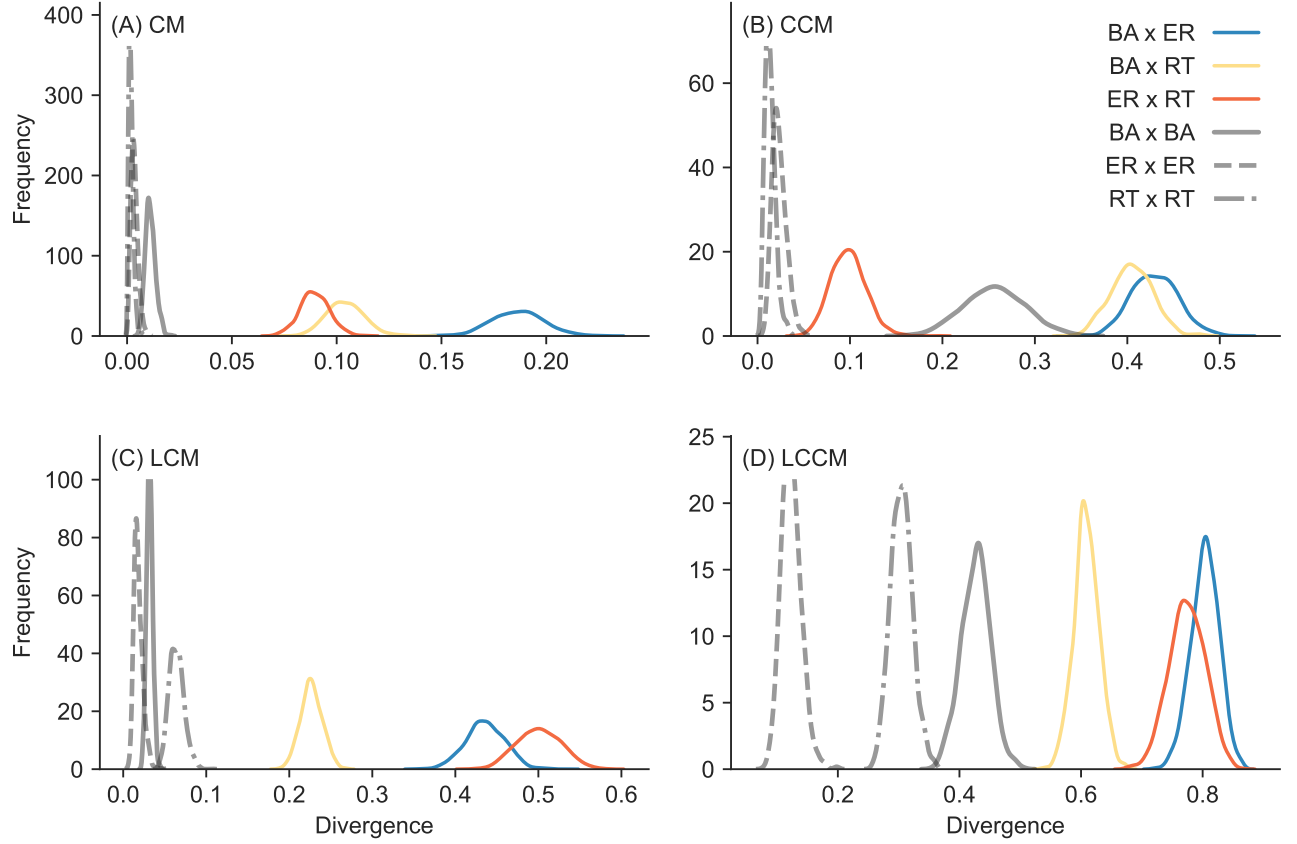 (A) CM
Frequency
400
300
200
100
0
0.00 0.05 0.10 0.15 0.20
(B) CCM
60
40
20
0
0.0 0.1 0.2 0.3 0.4 0.5
BA x ER
BA x RT
ER x RT
BA x BA
ER x ER
RT x RT
(C) LCM
Frequency
100
80
60
40
20
0
0.0 0.1 0.2 0.3 0.4 0.5 0.6
Divergence
(D) LCCM
25
20
15
10
5
0
0.2 0.4 0.6 0.8
Divergence